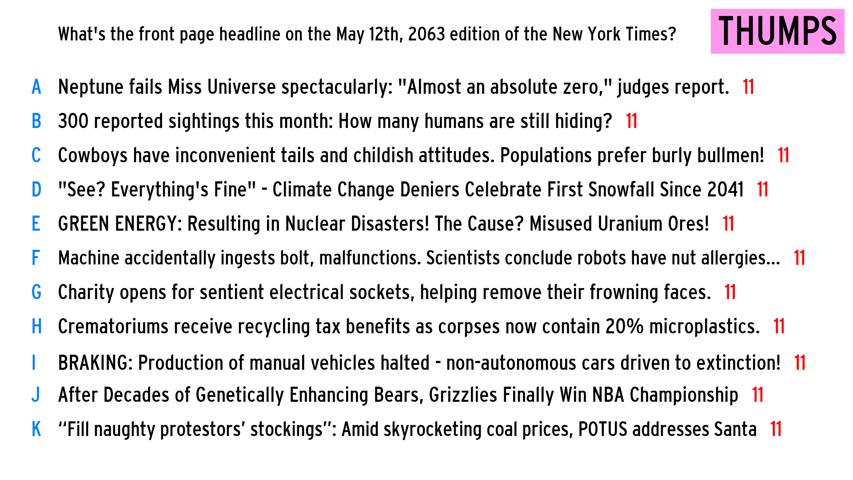 What's the front page headline on the May 12th, 2063 edition of the New York Times?
THUMPS
A Neptune fails Miss Universe spectacularly: "Almost an absolute zero," judges report. 11
B 300 reported sightings this month: How many humans are still hiding? 11
C Cowboys have inconvenient tails and childish attitudes. Populations prefer burly bullmen! 11
D "See? Everything's Fine" - Climate Change Deniers Celebrate First Snowfall Since 2041 11
E GREEN ENERGY: Resulting in Nuclear Disasters! The Cause? Misused Uranium Ores! 11
F Machine accidentally ingests bolt, malfunctions. Scientists conclude robots have nut allergies... 11
G Charity opens for sentient electrical sockets, helping remove their frowning faces. 11
H Crematoriums receive recycling tax benefits as corpses now contain 20% microplastics. 11
I BRAKING: Production of manual vehicles halted - non-autonomous cars driven to extinction! 11
J After Decades of Genetically Enhancing Bears, Grizzlies Finally Win NBA Championship 11
K “Fill naughty protestors’ stockings”: Amid skyrocketing coal prices, POTUS addresses Santa 11